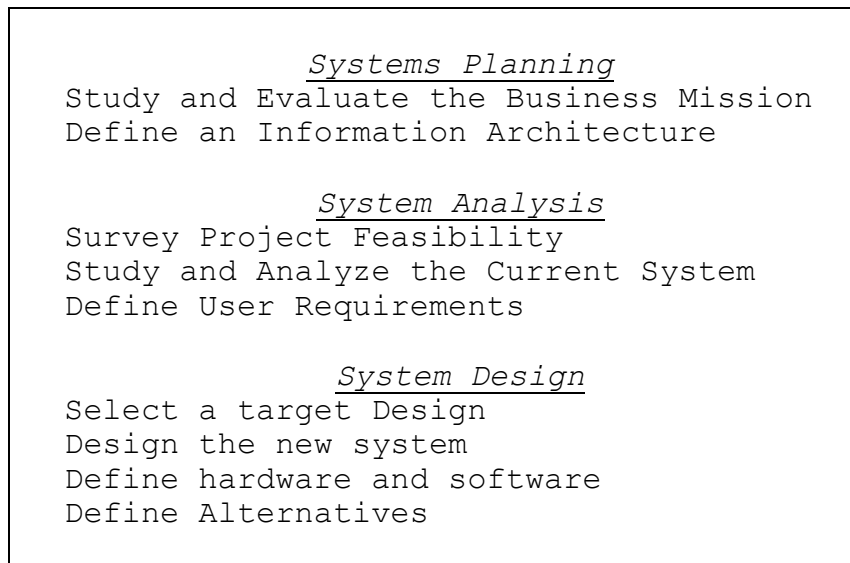 Systems Planning
Study and Evaluate the Business Mission
Define an Information Architecture
System Analysis
Survey Project Feasibility
Study and Analyze the Current System
Define User Requirements
System Design
Select a target Design
Design the new system
Define hardware and software
Define Alternatives